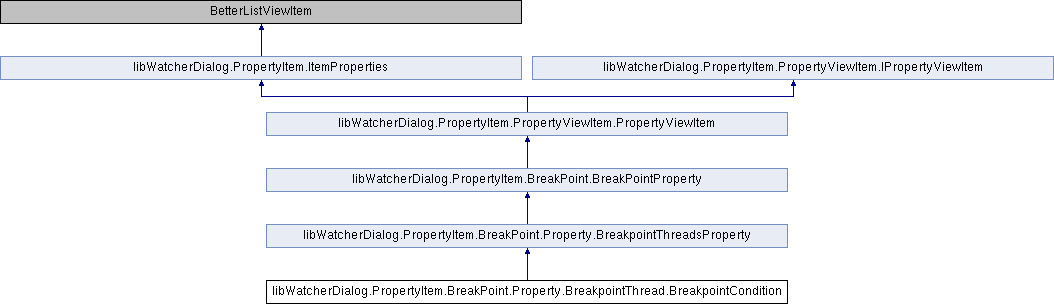 BetterListViewItem
libWatcherDialog.PropertyItem.ItemProperties
libWatcherDialog.PropertyItem.PropertyViewItem.IPropertyViewItem
libWatcherDialog.PropertyItem.PropertyViewItem.PropertyViewItem
libWatcherDialog.PropertyItem.BreakPoint.BreakPointProperty
libWatcherDialog.PropertyItem.BreakPoint.Property.BreakpointThreadsProperty
libWatcherDialog.PropertyItem.BreakPoint.Property.BreakpointThread.BreakpointCondition